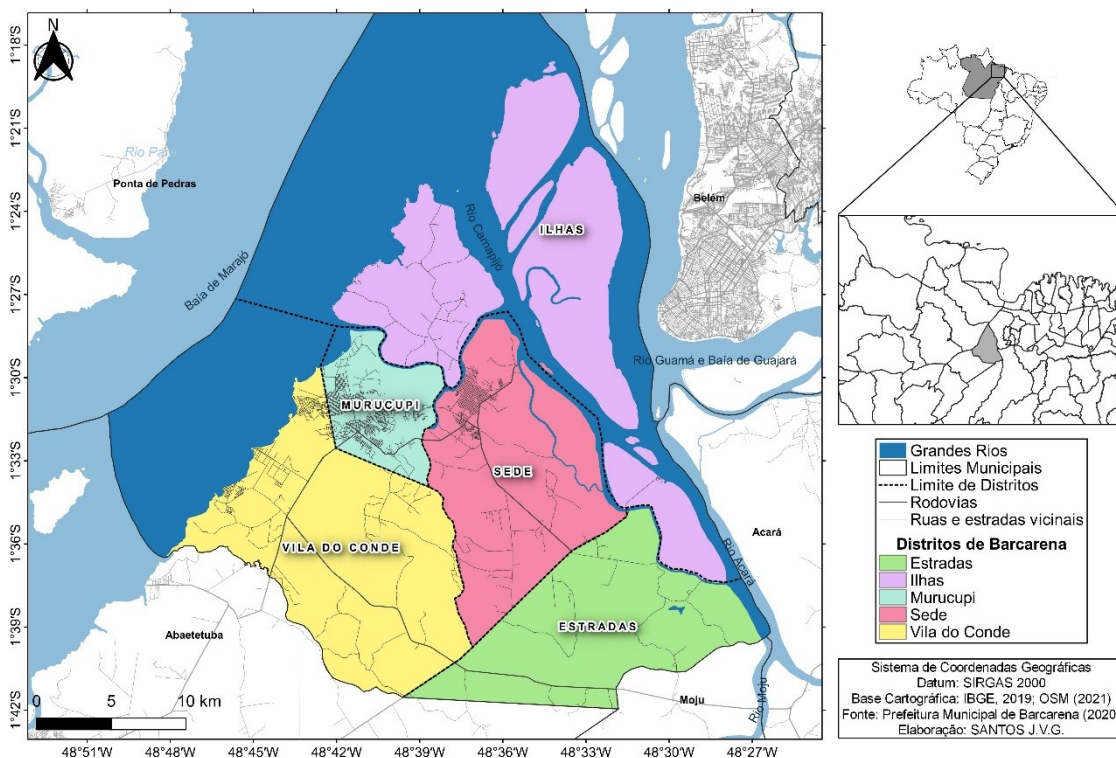 N
1°18'S
1°21'S
1°24'S
1°27'S
1°30'S
1°33'S
1°36'S
1°39'S
1°42'S
Rio Pará
Ponta de Pedras
Belém
Rio Carnapijó
ILHAS
Baía de Marajó
Rio Guamá e Baía de Guajará
MURUCUPI
SEDE
VILA DO CONDE
Acará
Rio Acará
ESTRADAS
Abaetetuba
Moju
Rio Moju
0 5 10 km
48°51'W 48°48'W 48°45'W 48°42'W 48°39'W 48°36'W 48°33'W 48°30'W 48°27'W
Grandes Rios
Limites Municipais
Limite de Distritos
Rodovias
Ruas e estradas vicinais
Distritos de Barcarena
Estradas
Ilhas
Murucupi
Sede
Vila do Conde
Sistema de Coordenadas Geográficas
Datum: SIRGAS 2000
Base Cartográfica: IBGE, 2019; OSM (2021)
Fonte: Prefeitura Municipal de Barcarena (2020
Elaboração: SANTOS J.V.G.